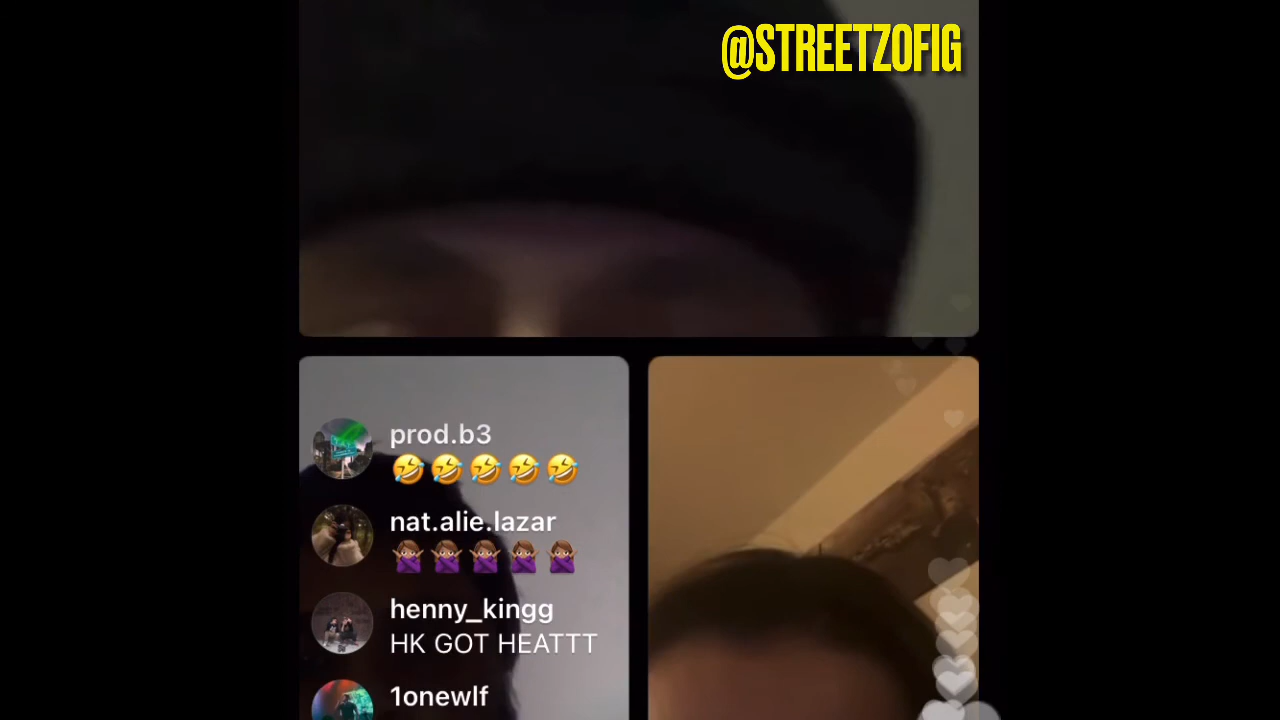 @STREETZOFIG
prod.b3
🤣🤣🤣🤣🤣
nat.alie.lazar
🙅🏽‍♀️🙅🏽‍♀️🙅🏽‍♀️🙅🏽‍♀️🙅🏽‍♀️
henny_kingg
HK GOT HEATTT
1onewlf